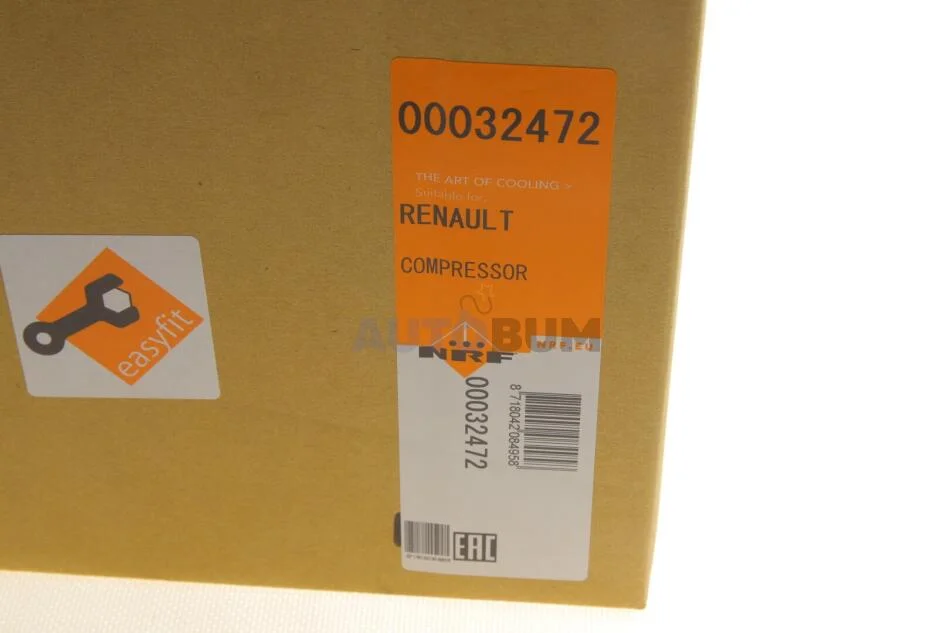 00032472
THE ART OF COOLING >
Suitable for:
RENAULT
COMPRESSOR
easyfit
AUTOBUM
NRF
NRF.EU
00032472
8 718042 084958
EAC